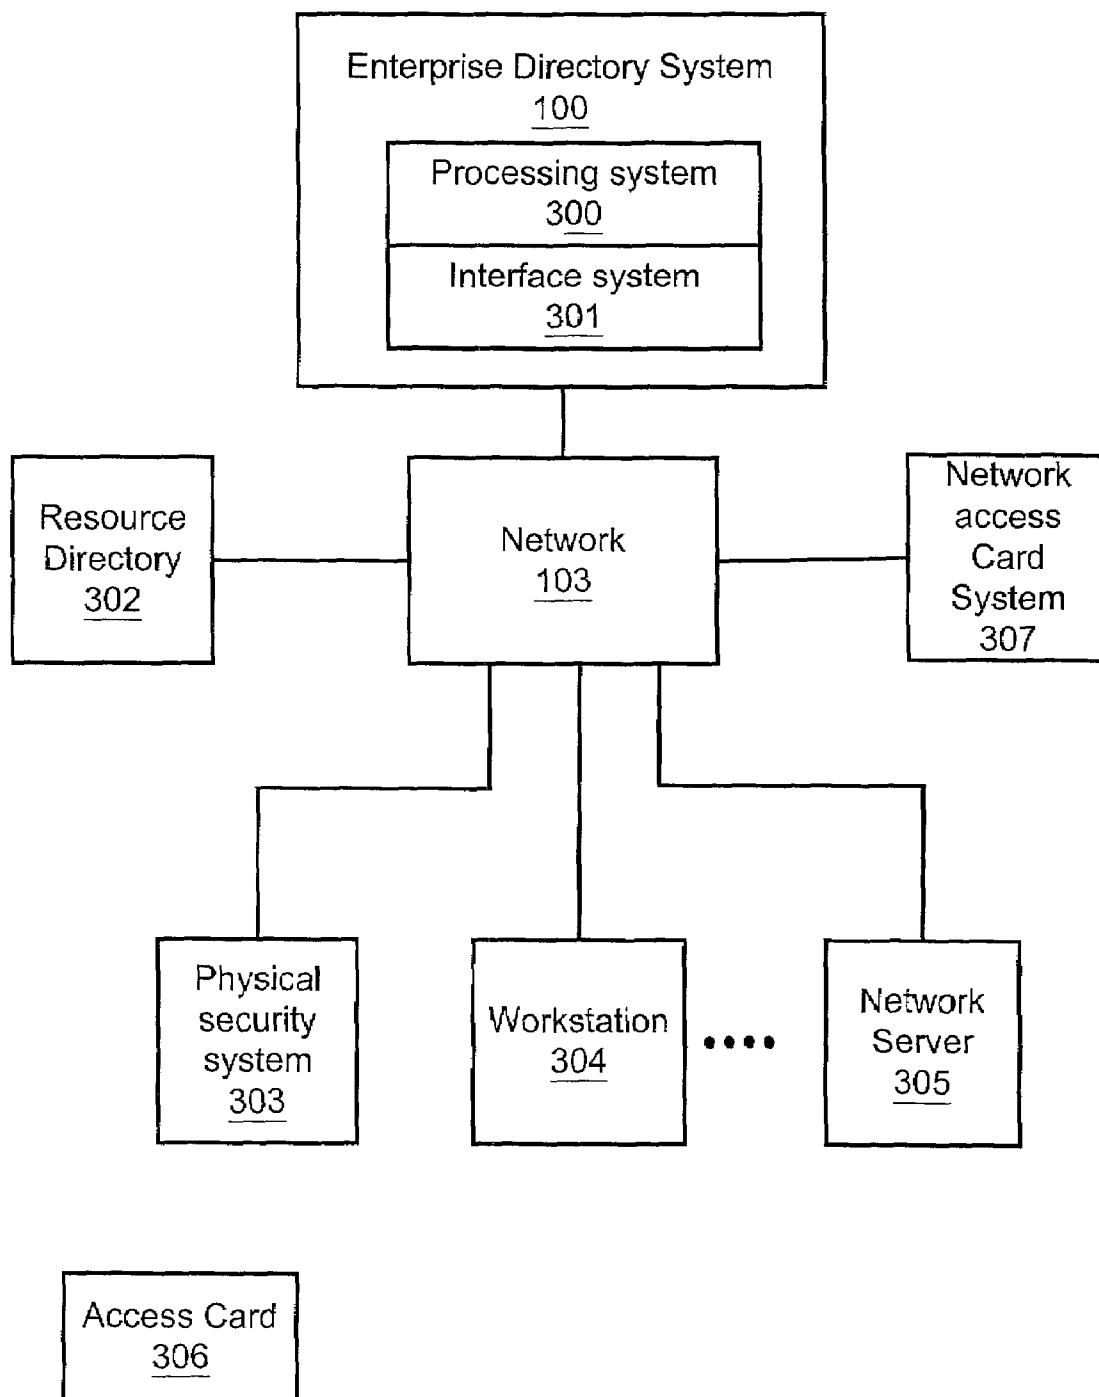 Enterprise Directory System
100
Processing system
300
Interface system
301
Resource
Directory
302
Network
103
Network
access
Card
System
307
Physical
security
system
303
Workstation
304
Network
Server
305
Access Card
306